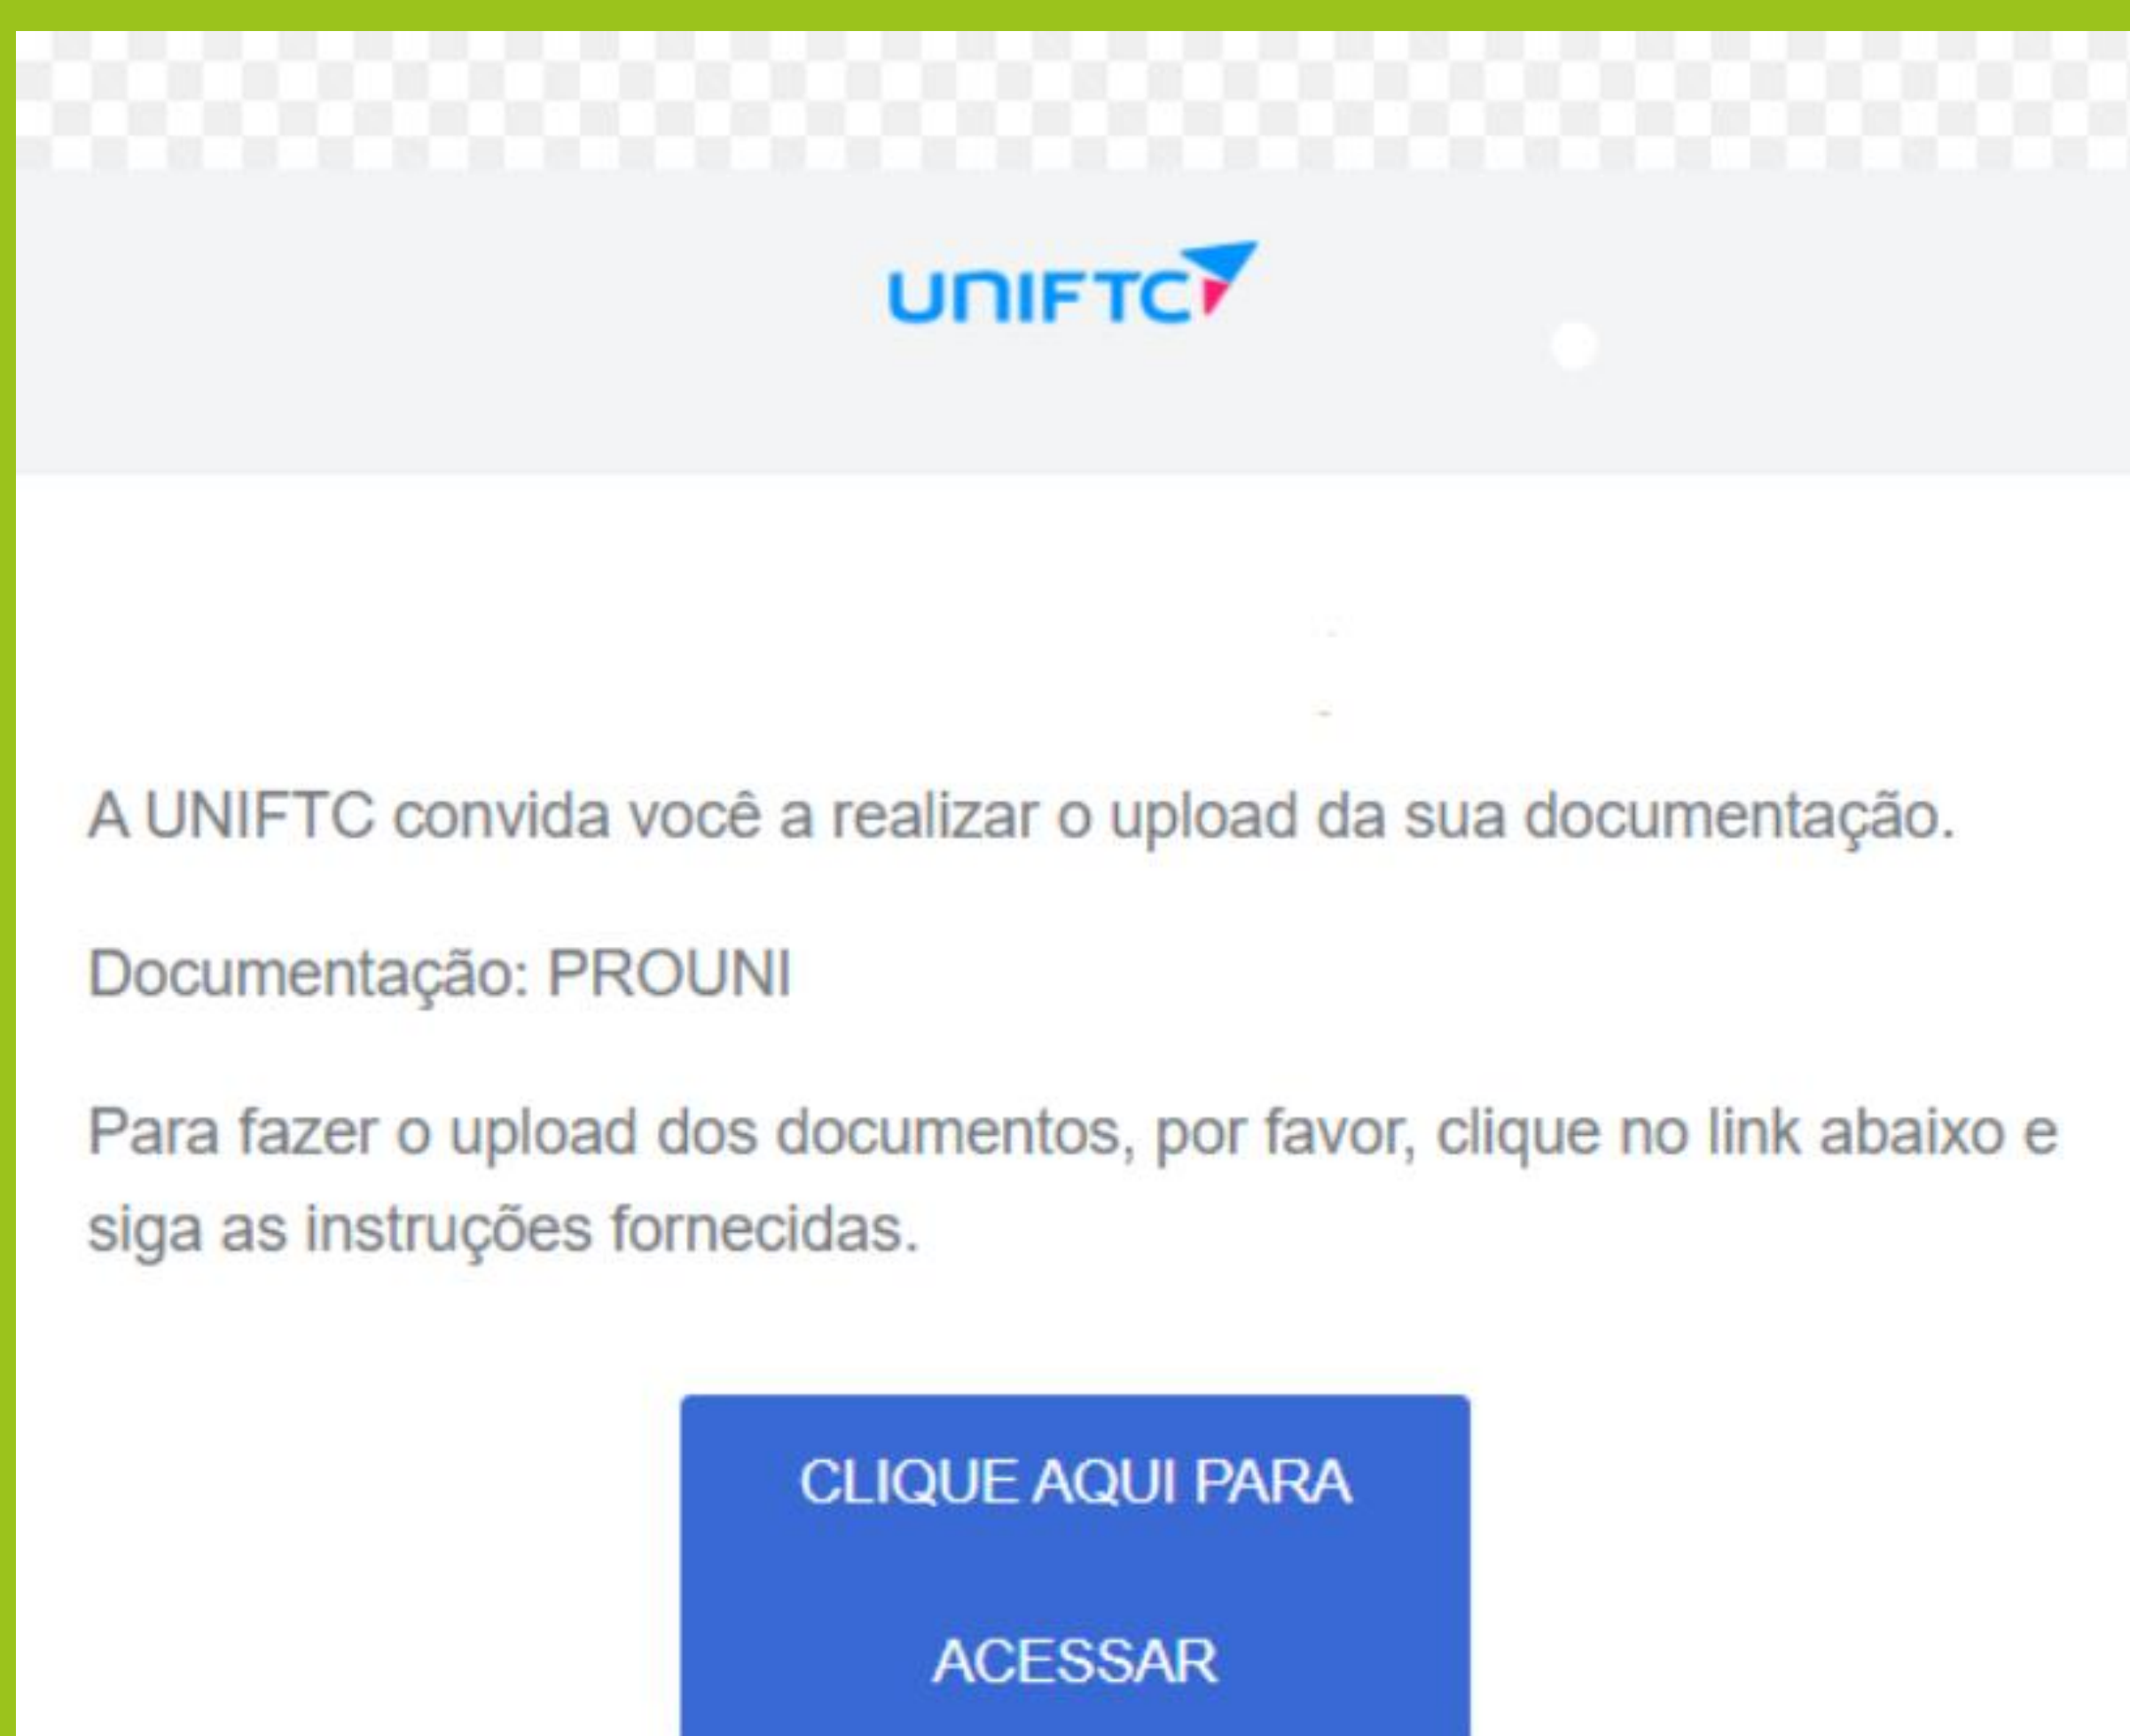 UNIFTC
A UNIFTC convida você a realizar o upload da sua documentação.
Documentação: PROUNI
Para fazer o upload dos documentos, por favor, clique no link abaixo e
siga as instruções fornecidas.
CLIQUE AQUI PARA
ACESSAR